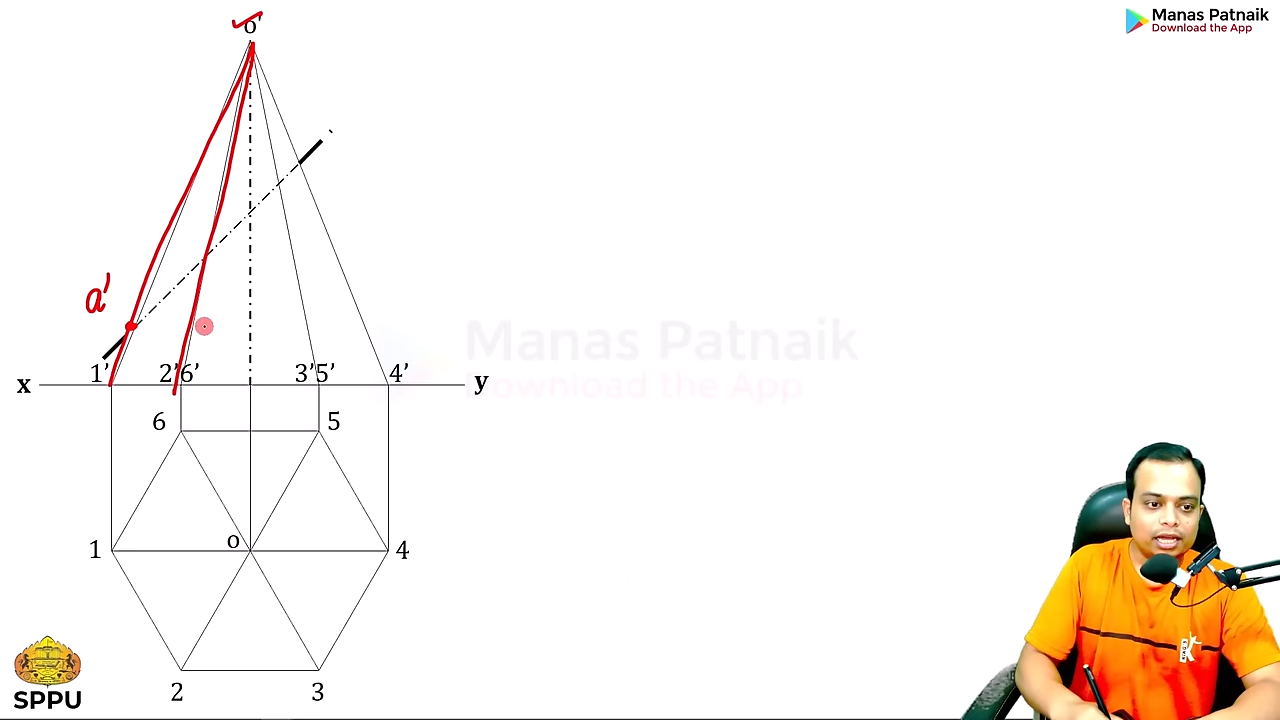 o'
Manas Patnaik
Download the App
a'
Manas Patnaik
Download the App
x 1' 2'6' 3'5' 4' y
6 5
1 o 4
2 3
SPPU